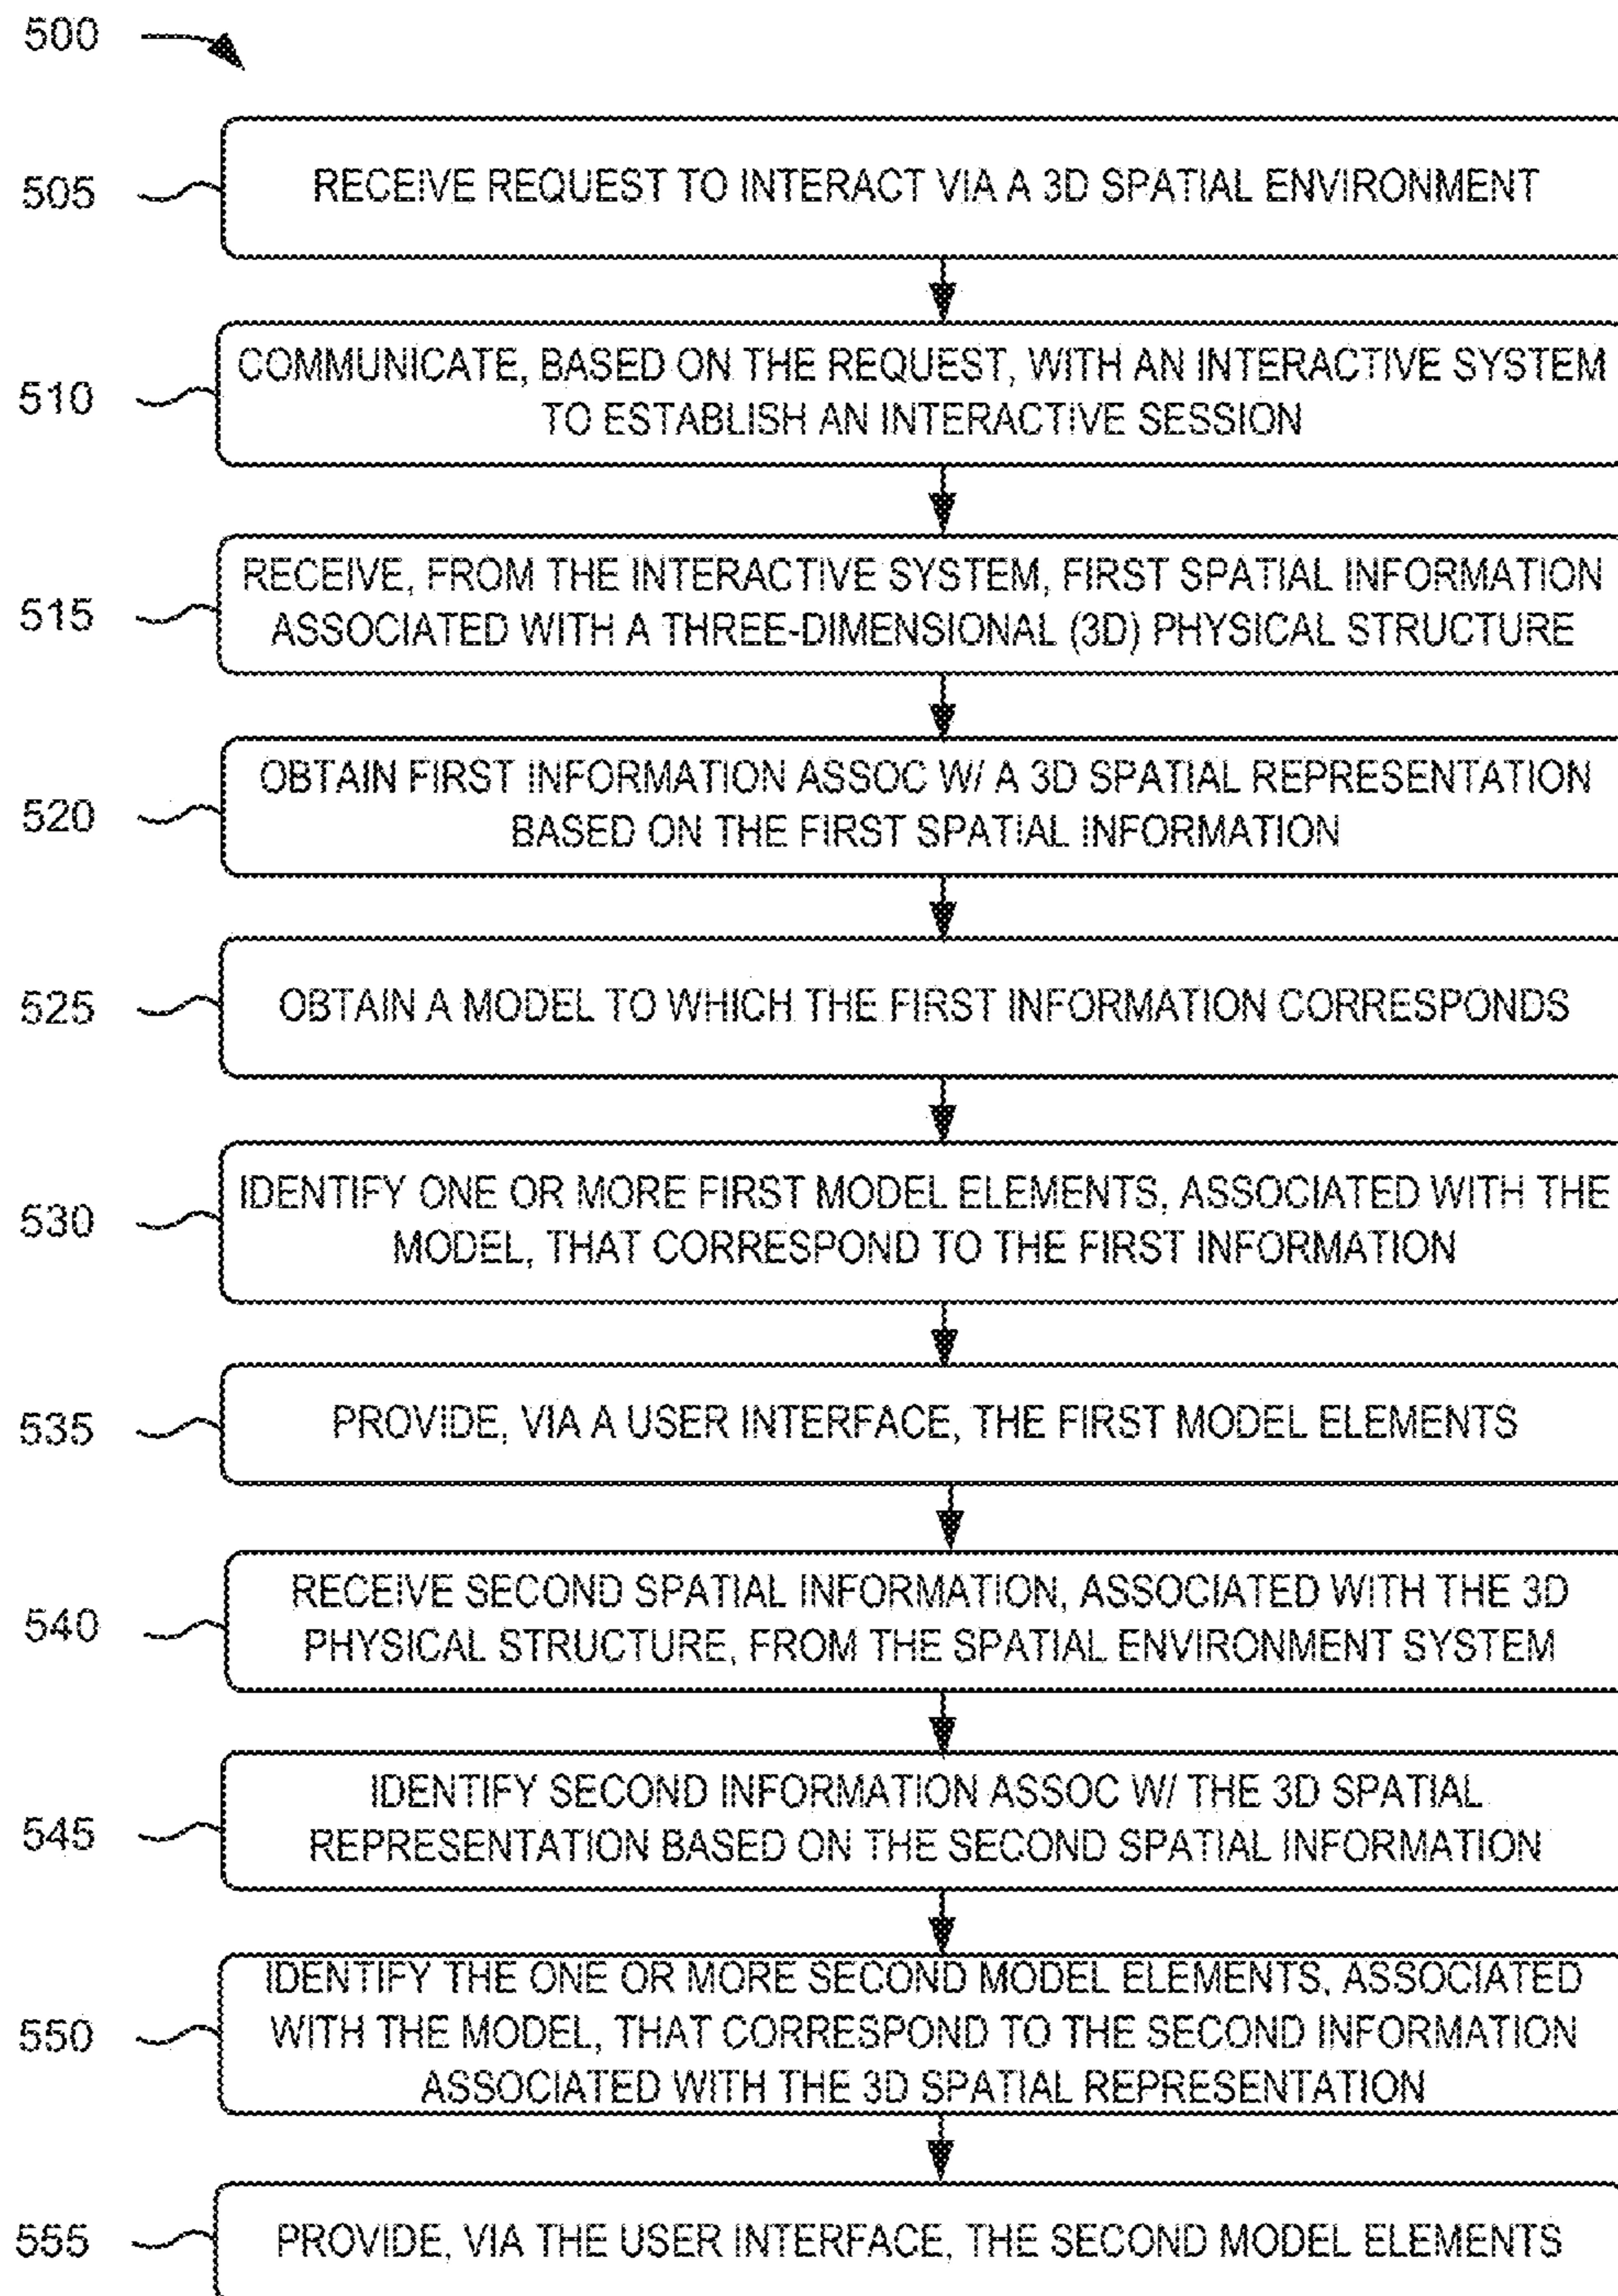 500
505
RECEIVE REQUEST TO INTERACT VIA A 3D SPATIAL ENVIRONMENT
510
COMMUNICATE, BASED ON THE REQUEST, WITH AN INTERACTIVE SYSTEM
TO ESTABLISH AN INTERACTIVE SESSION
515
RECEIVE, FROM THE INTERACTIVE SYSTEM, FIRST SPATIAL INFORMATION
ASSOCIATED WITH A THREE-DIMENSIONAL (3D) PHYSICAL STRUCTURE
520
OBTAIN FIRST INFORMATION ASSOC W/ A 3D SPATIAL REPRESENTATION
BASED ON THE FIRST SPATIAL INFORMATION
525
OBTAIN A MODEL TO WHICH THE FIRST INFORMATION CORRESPONDS
530
IDENTIFY ONE OR MORE FIRST MODEL ELEMENTS, ASSOCIATED WITH THE
MODEL, THAT CORRESPOND TO THE FIRST INFORMATION
535
PROVIDE, VIA A USER INTERFACE, THE FIRST MODEL ELEMENTS
540
RECEIVE SECOND SPATIAL INFORMATION, ASSOCIATED WITH THE 3D
PHYSICAL STRUCTURE, FROM THE SPATIAL ENVIRONMENT SYSTEM
545
IDENTIFY SECOND INFORMATION ASSOC W/ THE 3D SPATIAL
REPRESENTATION BASED ON THE SECOND SPATIAL INFORMATION
550
IDENTIFY THE ONE OR MORE SECOND MODEL ELEMENTS, ASSOCIATED
WITH THE MODEL, THAT CORRESPOND TO THE SECOND INFORMATION
ASSOCIATED WITH THE 3D SPATIAL REPRESENTATION
555
PROVIDE, VIA THE USER INTERFACE, THE SECOND MODEL ELEMENTS